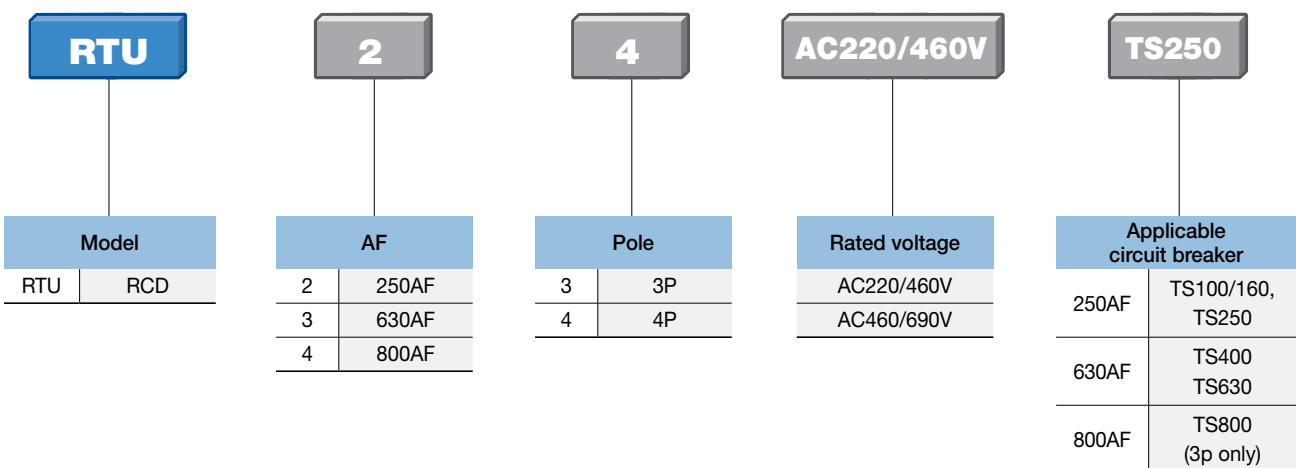 RTU 2 4 AC220/460V TS250
Model
RTU RCD
AF
2 250AF
3 630AF
4 800AF
Pole
3 3P
4 4P
Rated voltage
AC220/460V
AC460/690V
Applicable
circuit breaker
250AF TS100/160,
TS250
630AF TS400
TS630
800AF TS800
(3p only)